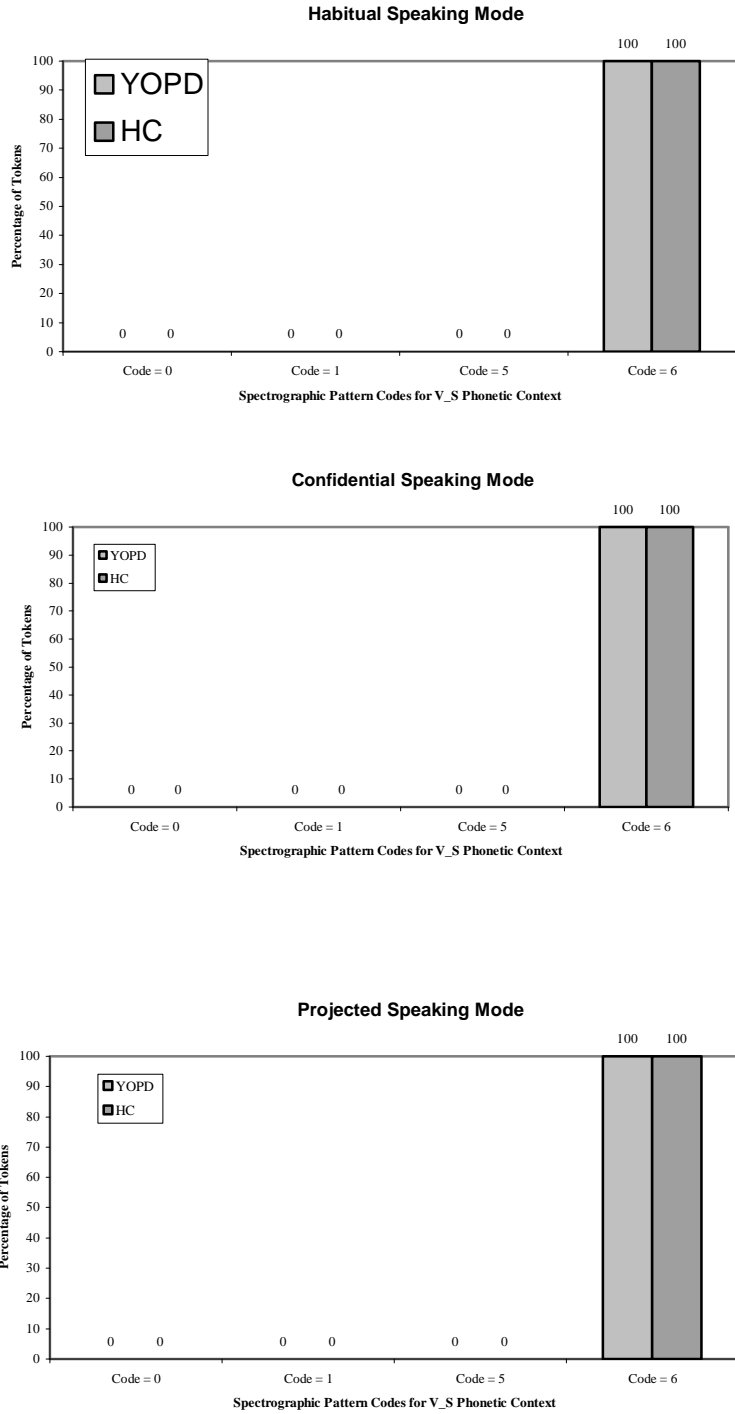 Habitual Speaking Mode
100 100
100
90
80
70
60
50
40
30
20
10
0
Percentage of Tokens
YOPD
HC
0 0 0 0 0 0
Code = 0 Code = 1 Code = 5 Code = 6
Spectrographic Pattern Codes for V_S Phonetic Context
Confidential Speaking Mode
100 100
100
90
80
70
60
50
40
30
20
10
0
Percentage of Tokens
YOPD
HC
0 0 0 0 0 0
Code = 0 Code = 1 Code = 5 Code = 6
Spectrographic Pattern Codes for V_S Phonetic Context
Projected Speaking Mode
100 100
100
90
80
70
60
50
40
30
20
10
0
Percentage of Tokens
YOPD
HC
0 0 0 0 0 0
Code = 0 Code = 1 Code = 5 Code = 6
Spectrographic Pattern Codes for V_S Phonetic Context